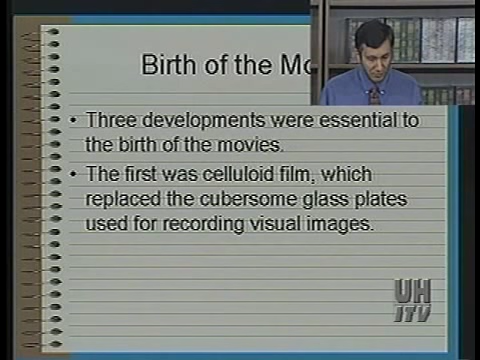 Birth of the Mo
• Three developments were essential to
the birth of the movies.
• The first was celluloid film, which
replaced the cubersome glass plates
used for recording visual images.
UH
ITV